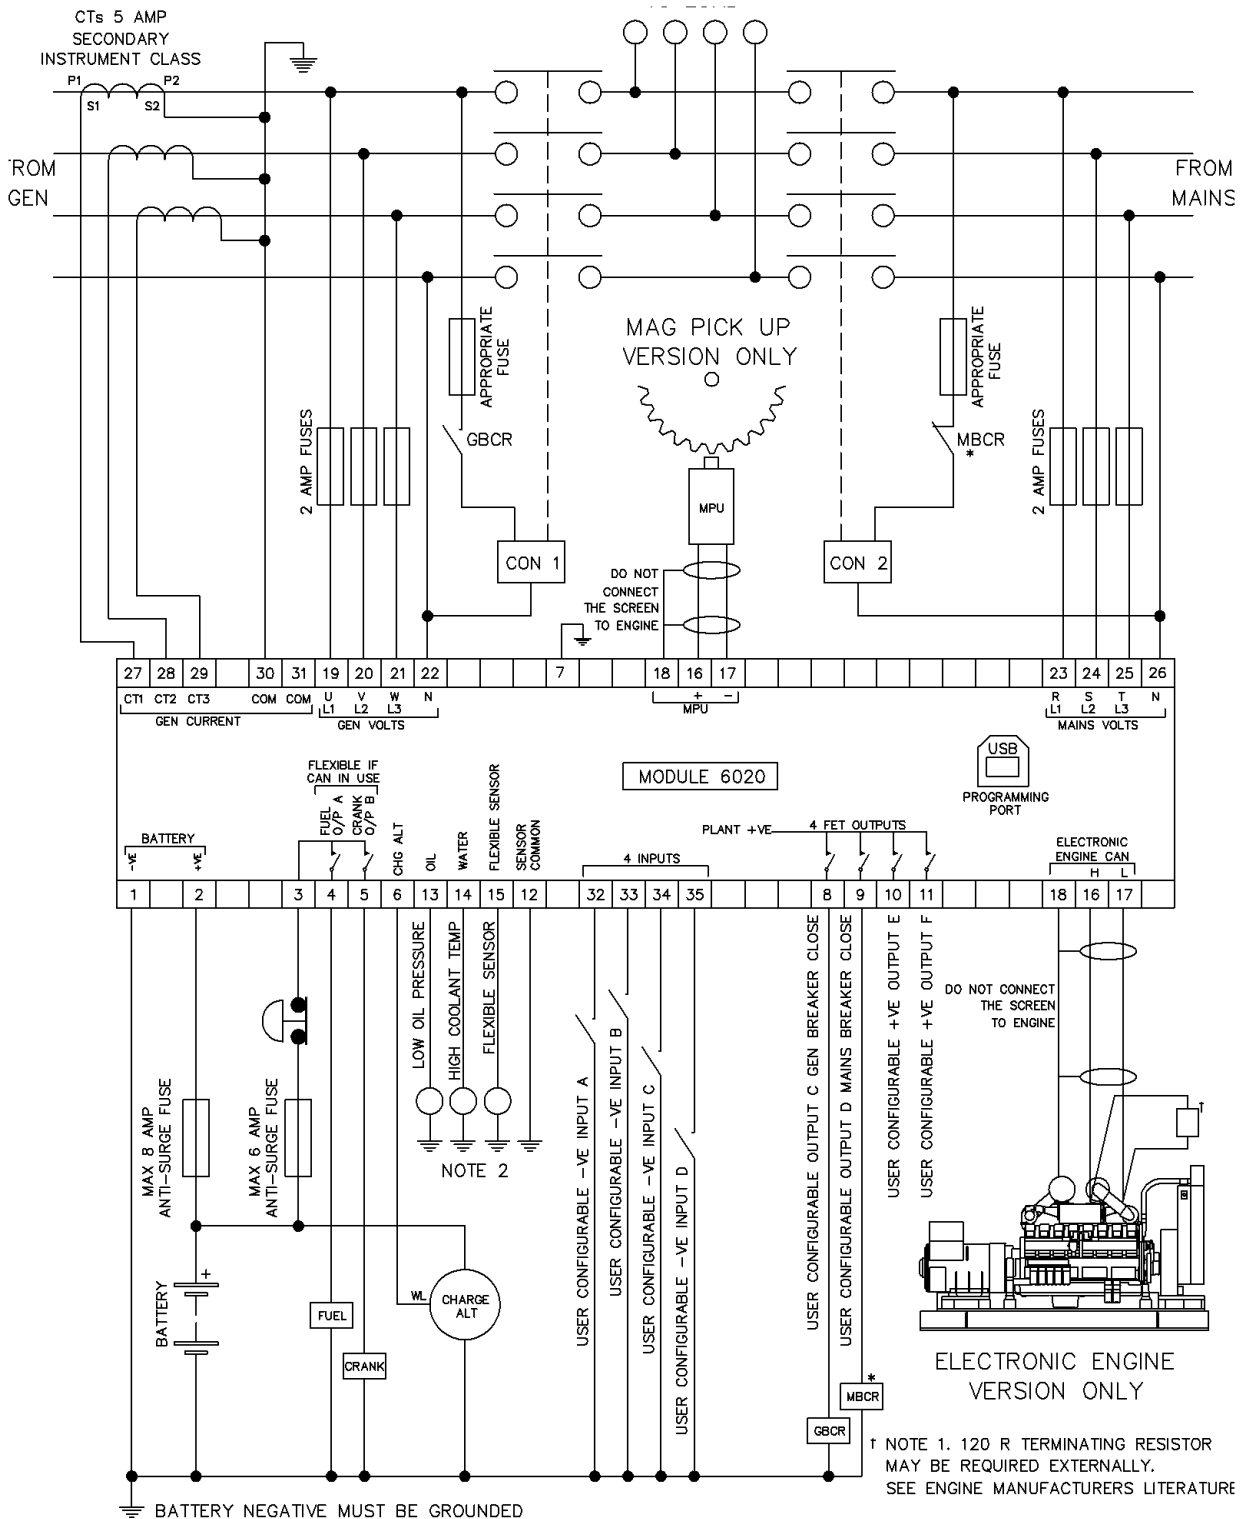 CTs 5 AMP
SECONDARY
INSTRUMENT CLASS
P1
P2
S1
S2
ROM
GEN
FROM
MAINS
MAG PICK UP
VERSION ONLY
APPROPRIATE
FUSE
APPROPRIATE
FUSE
GBCR
MBCR
*
2 AMP FUSES
2 AMP FUSES
MPU
CON 1
CON 2
DO NOT
CONNECT
THE SCREEN
TO ENGINE
27 28 29 30 31 19 20 21 22 7 18 16 17 23 24 25 26
CT1 CT2 CT3 COM COM U V W N + - R S T N
L1 L2 L3 L1 L2 L3
GEN CURRENT
GEN VOLTS
MPU
MAINS VOLTS
USB
PROGRAMMING
PORT
MODULE 6020
FLEXIBLE IF
CAN IN USE
FUEL
O/P A
CRANK
O/P B
CHG ALT
OIL
WATER
FLEXIBLE SENSOR
SENSOR
COMMON
BATTERY
-VE
+VE
PLANT +VE
4 FET OUTPUTS
4 INPUTS
ELECTRONIC
ENGINE CAN
H L
1 2 3 4 5 6 13 14 15 12 32 33 34 35 8 9 10 11 18 16 17
LOW OIL PRESSURE
HIGH COOLANT TEMP
FLEXIBLE SENSOR
NOTE 2
MAX 8 AMP
ANTI-SURGE FUSE
MAX 6 AMP
ANTI-SURGE FUSE
USER CONFIGURABLE -VE INPUT A
USER CONFIGURABLE -VE INPUT B
USER CONFIGURABLE -VE INPUT C
USER CONFIGURABLE -VE INPUT D
USER CONFIGURABLE OUTPUT C GEN BREAKER CLOSE
USER CONFIGURABLE OUTPUT D MAINS BREAKER CLOSE
USER CONFIGURABLE +VE OUTPUT E
USER CONFIGURABLE +VE OUTPUT F
DO NOT CONNECT
THE SCREEN
TO ENGINE
†
+
BATTERY
WL
CHARGE
ALT
FUEL
CRANK
MBCR
*
GBCR
ELECTRONIC ENGINE
VERSION ONLY
† NOTE 1. 120 R TERMINATING RESISTOR
MAY BE REQUIRED EXTERNALLY.
SEE ENGINE MANUFACTURERS LITERATURE
BATTERY NEGATIVE MUST BE GROUNDED